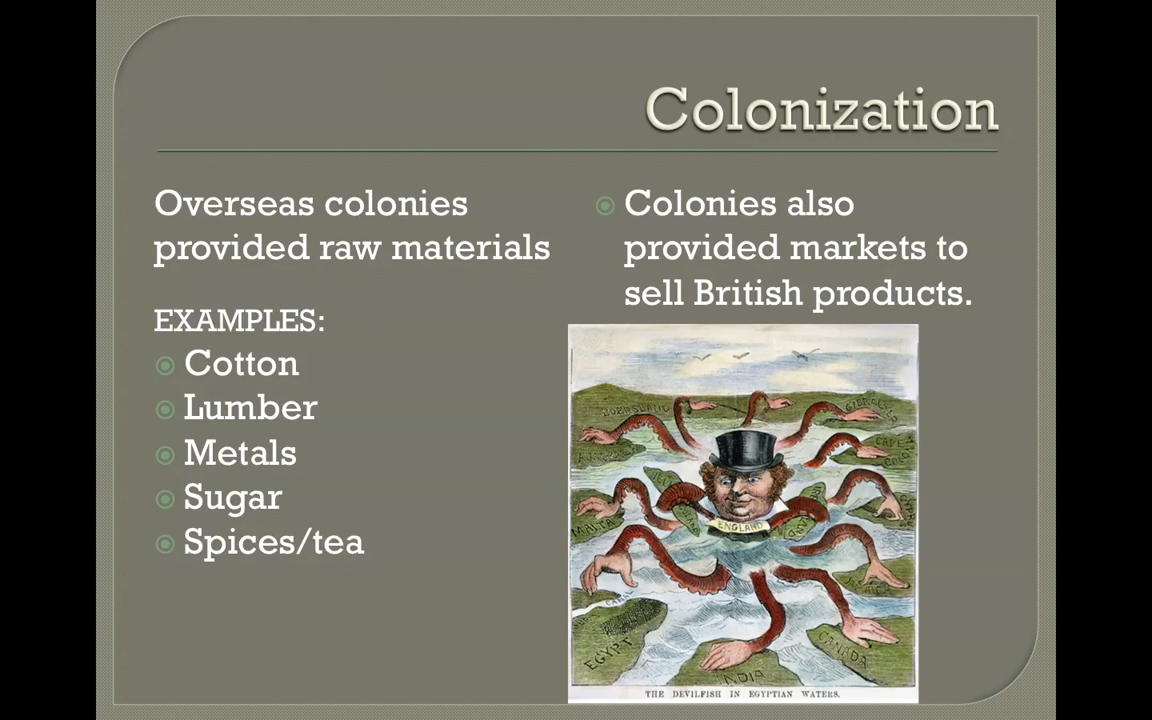 Colonization
Overseas colonies
provided raw materials
EXAMPLES:
Cotton
Lumber
Metals
Sugar
Spices/tea
Colonies also
provided markets to
sell British products.
ENGLAND
MALTA
EGYPT
INDIA
CANADA
THE DEVILFISH IN EGYPTIAN WATERS.